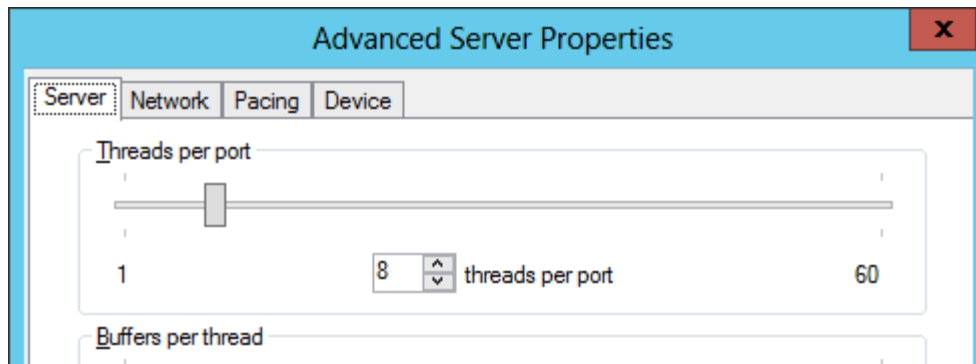 Advanced Server Properties
x
Server Network Pacing Device
Threads per port
1 8 threads per port 60
Buffers per thread